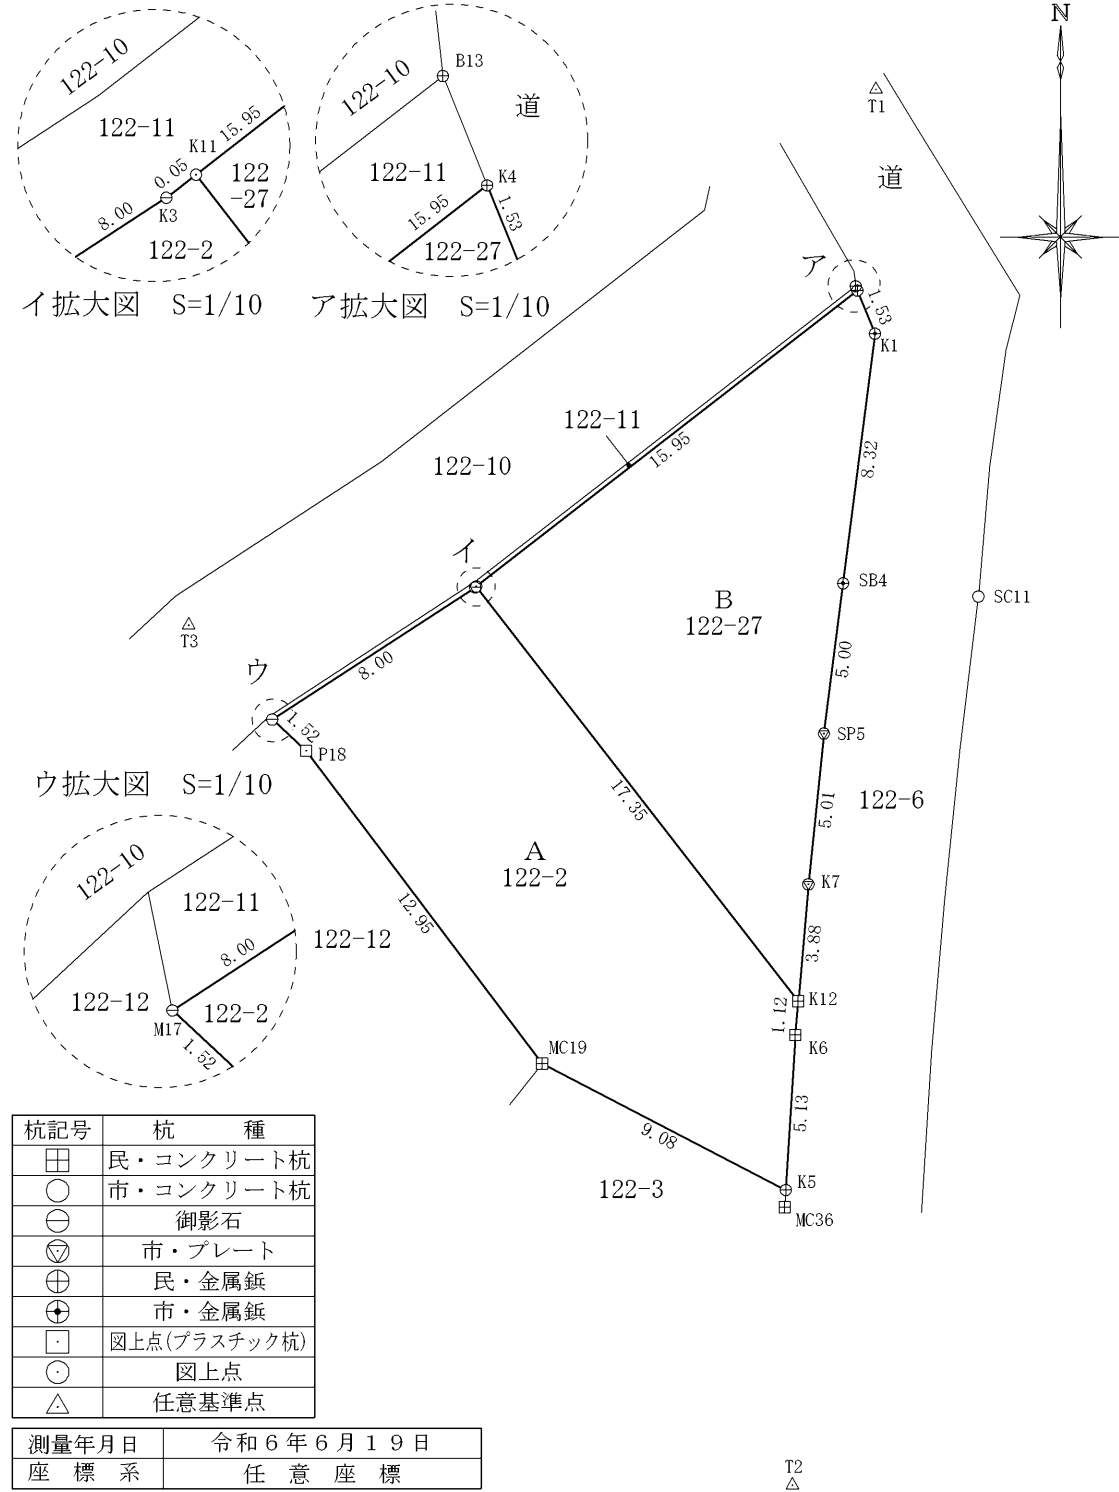 122-10
122-11
K11
15.95
0.05
K3
8.00
122
-27
122-2
イ拡大図 S=1/10
B13
122-10
道
122-11
K4
15.95
1.53
122-27
ア拡大図 S=1/10
N
T1
道
ア
1.53
K1
122-11
15.95
122-10
8.32
イ
SB4
B
122-27
SC11
T3
8.00
5.00
ウ
1.52
P18
SP5
17.35
5.01
122-6
A
122-2
K7
12.95
3.88
122-12
K12
1.12
K6
MC19
5.13
9.08
K5
122-3
MC36
T2
ウ拡大図 S=1/10
122-10
122-11
8.00
122-12
122-2
M17
1.52
杭記号 杭 種
民・コンクリート杭
市・コンクリート杭
御影石
市・プレート
民・金属鋲
市・金属鋲
図上点(プラスチック杭)
図上点
任意基準点
測量年月日 令和6年6月19日
座標系 任意座標